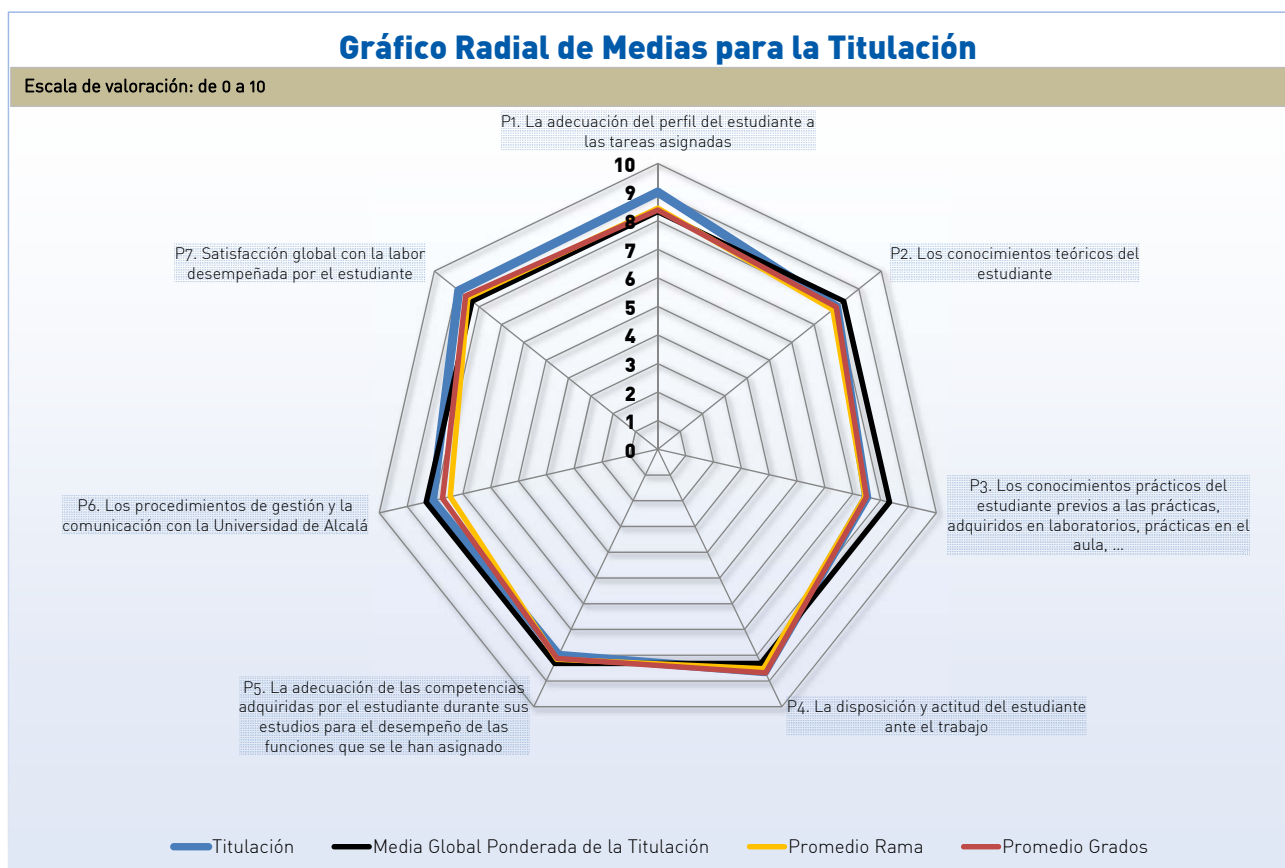 Gráfico Radial de Medias para la Titulación
Escala de valoración: de 0 a 10
P1. La adecuación del perfil del estudiante a
las tareas asignadas
10
9
8
7
6
5
4
3
2
1
0
P7. Satisfacción global con la labor
desempeñada por el estudiante
P2. Los conocimientos teóricos del
estudiante
P6. Los procedimientos de gestión y la
comunicación con la Universidad de Alcalá
P3. Los conocimientos prácticos del
estudiante previos a las prácticas,
adquiridos en laboratorios, prácticas en el
aula, ...
P5. La adecuación de las competencias
adquiridas por el estudiante durante sus
estudios para el desempeño de las
funciones que se le han asignado
P4. La disposición y actitud del estudiante
ante el trabajo
Titulación
Media Global Ponderada de la Titulación
Promedio Rama
Promedio Grados